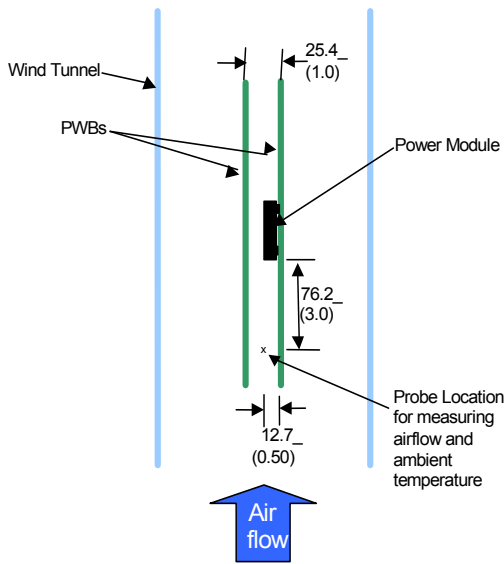 25.4_
(1.0)
Wind Tunnel
PWBs
Power Module
76.2_
(3.0)
x
Probe Location
for measuring
airflow and
ambient
temperature
12.7_
(0.50)
Air
flow